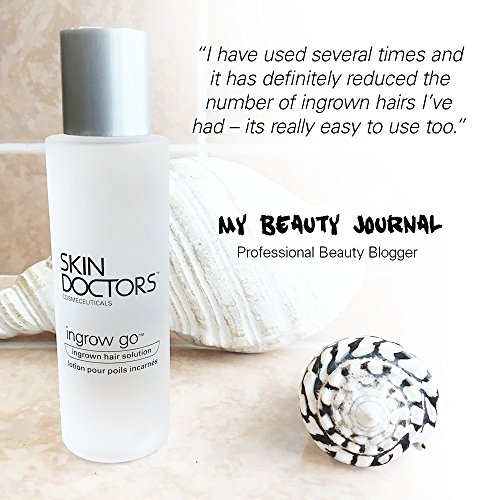 “I have used several times and
it has definitely reduced the
number of ingrown hairs I’ve
had – its really easy to use too.”
MY BEAUTY JOURNAL
Professional Beauty Blogger
SKIN
DOCTORS™
COSMECEUTICALS
ingrow go™
ingrown hair solution
lotion pour poils incarnés